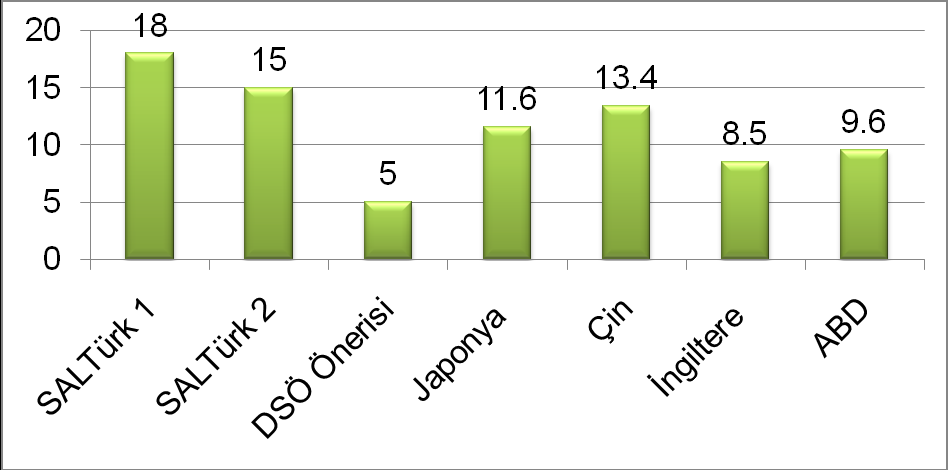 20
15
10
5
0
18
15
5
11.6
13.4
8.5
9.6
SALTürk 1
SALTürk 2
DSÖ Önerisi
Japonya
Çin
İngiltere
ABD